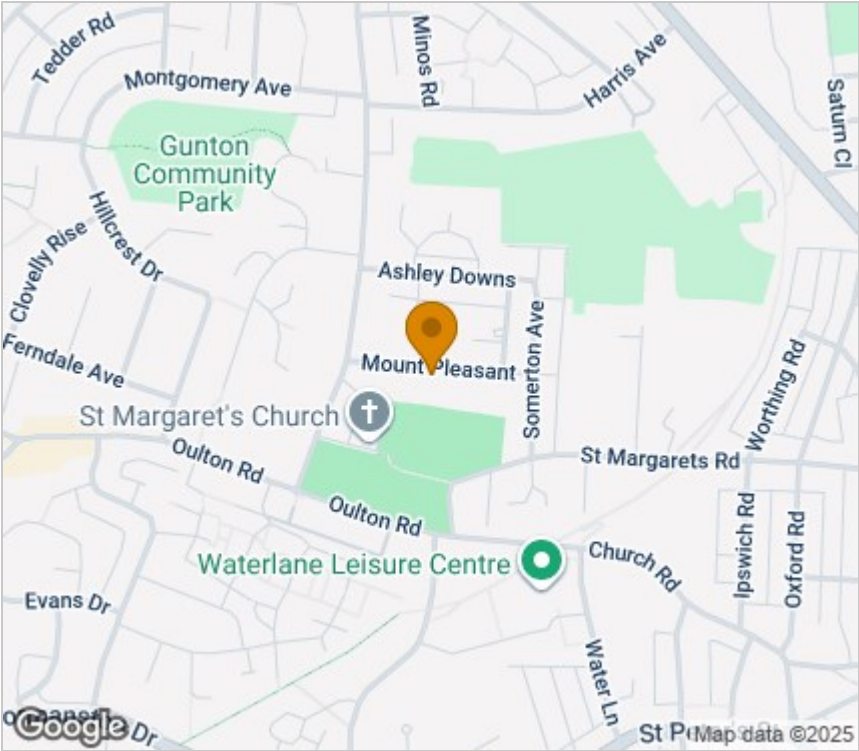 Tedder Rd
Minos Rd
Harris Ave
Montgomery Ave
Saturn Cl
Gunton
Community
Park
Hillcrest Dr
Clovelly Rise
Ashley Downs
Somerton Ave
Ferndale Ave
Mount Pleasant
Worthing Rd
St Margaret's Church
Oulton Rd
St Margarets Rd
Oulton Rd
Ipswich Rd
Oxford Rd
Waterlane Leisure Centre
Church Rd
Evans Dr
Water Ln
Dr
Google
St
Map data ©2025